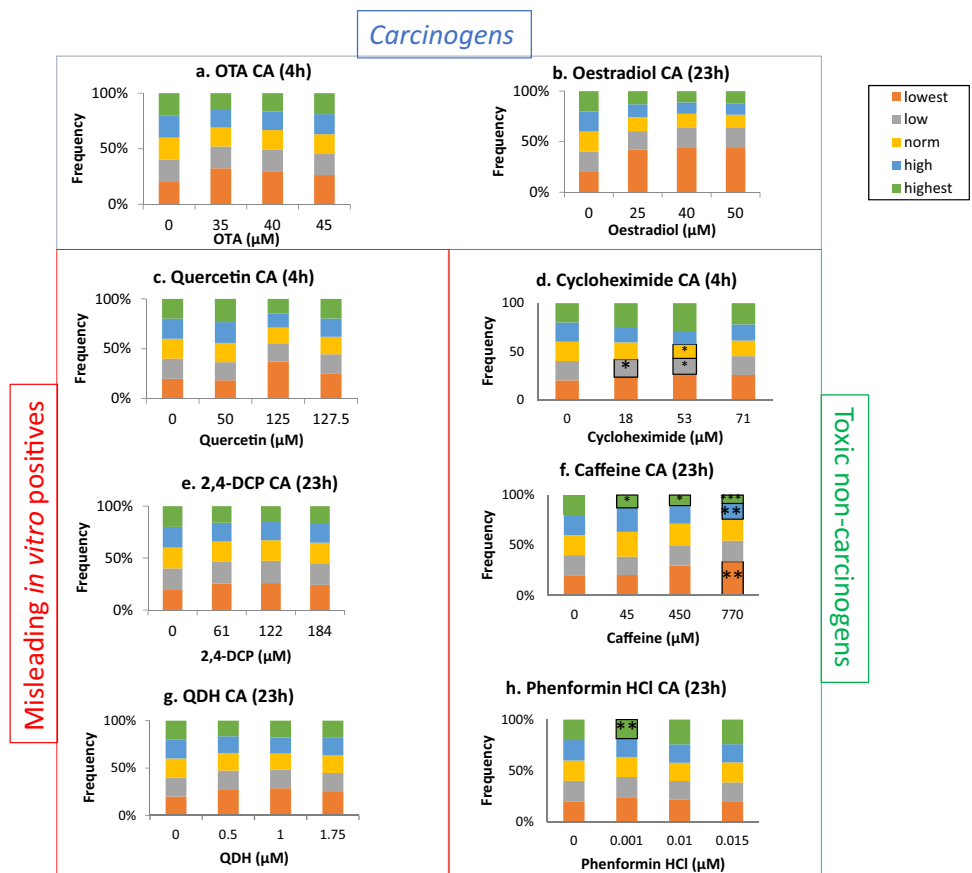 Carcinogens
a. OTA CA (4h)
Frequency
100%
50%
0%
0 35 40 45
OTA (µM)
b. Oestradiol CA (23h)
Frequency
100%
50%
0%
0 25 40 50
Oestradiol (µM)
lowest
low
norm
high
highest
Misleading in vitro positives
c. Quercetin CA (4h)
Frequency
100%
50%
0%
0 50 125 127.5
Quercetin (µM)
d. Cycloheximide CA (4h)
Frequency
100
50
0
* * *
0 18 53 71
Cycloheximide (µM)
Toxic non-carcinogens
e. 2,4-DCP CA (23h)
Frequency
100%
50%
0%
0 61 122 184
2,4-DCP (µM)
f. Caffeine CA (23h)
Frequency
100%
50%
0%
* * ***
**
**
0 45 450 770
Caffeine (µM)
g. QDH CA (23h)
Frequency
100%
50%
0%
0 0.5 1 1.75
QDH (µM)
h. Phenformin HCl CA (23h)
Frequency
100%
50%
0%
**
0 0.001 0.01 0.015
Phenformin HCl (µM)